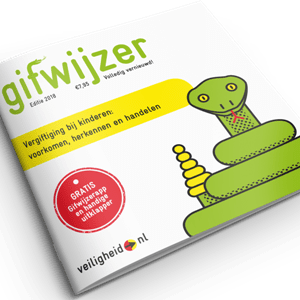 gifwijzer
Editie 2018
€7,95
Volledig vernieuwd!
Vergiftiging bij kinderen:
voorkomen, herkennen en handelen
GRATIS
Gifwijzerapp
en handige
uitklapper
veiligheid nl